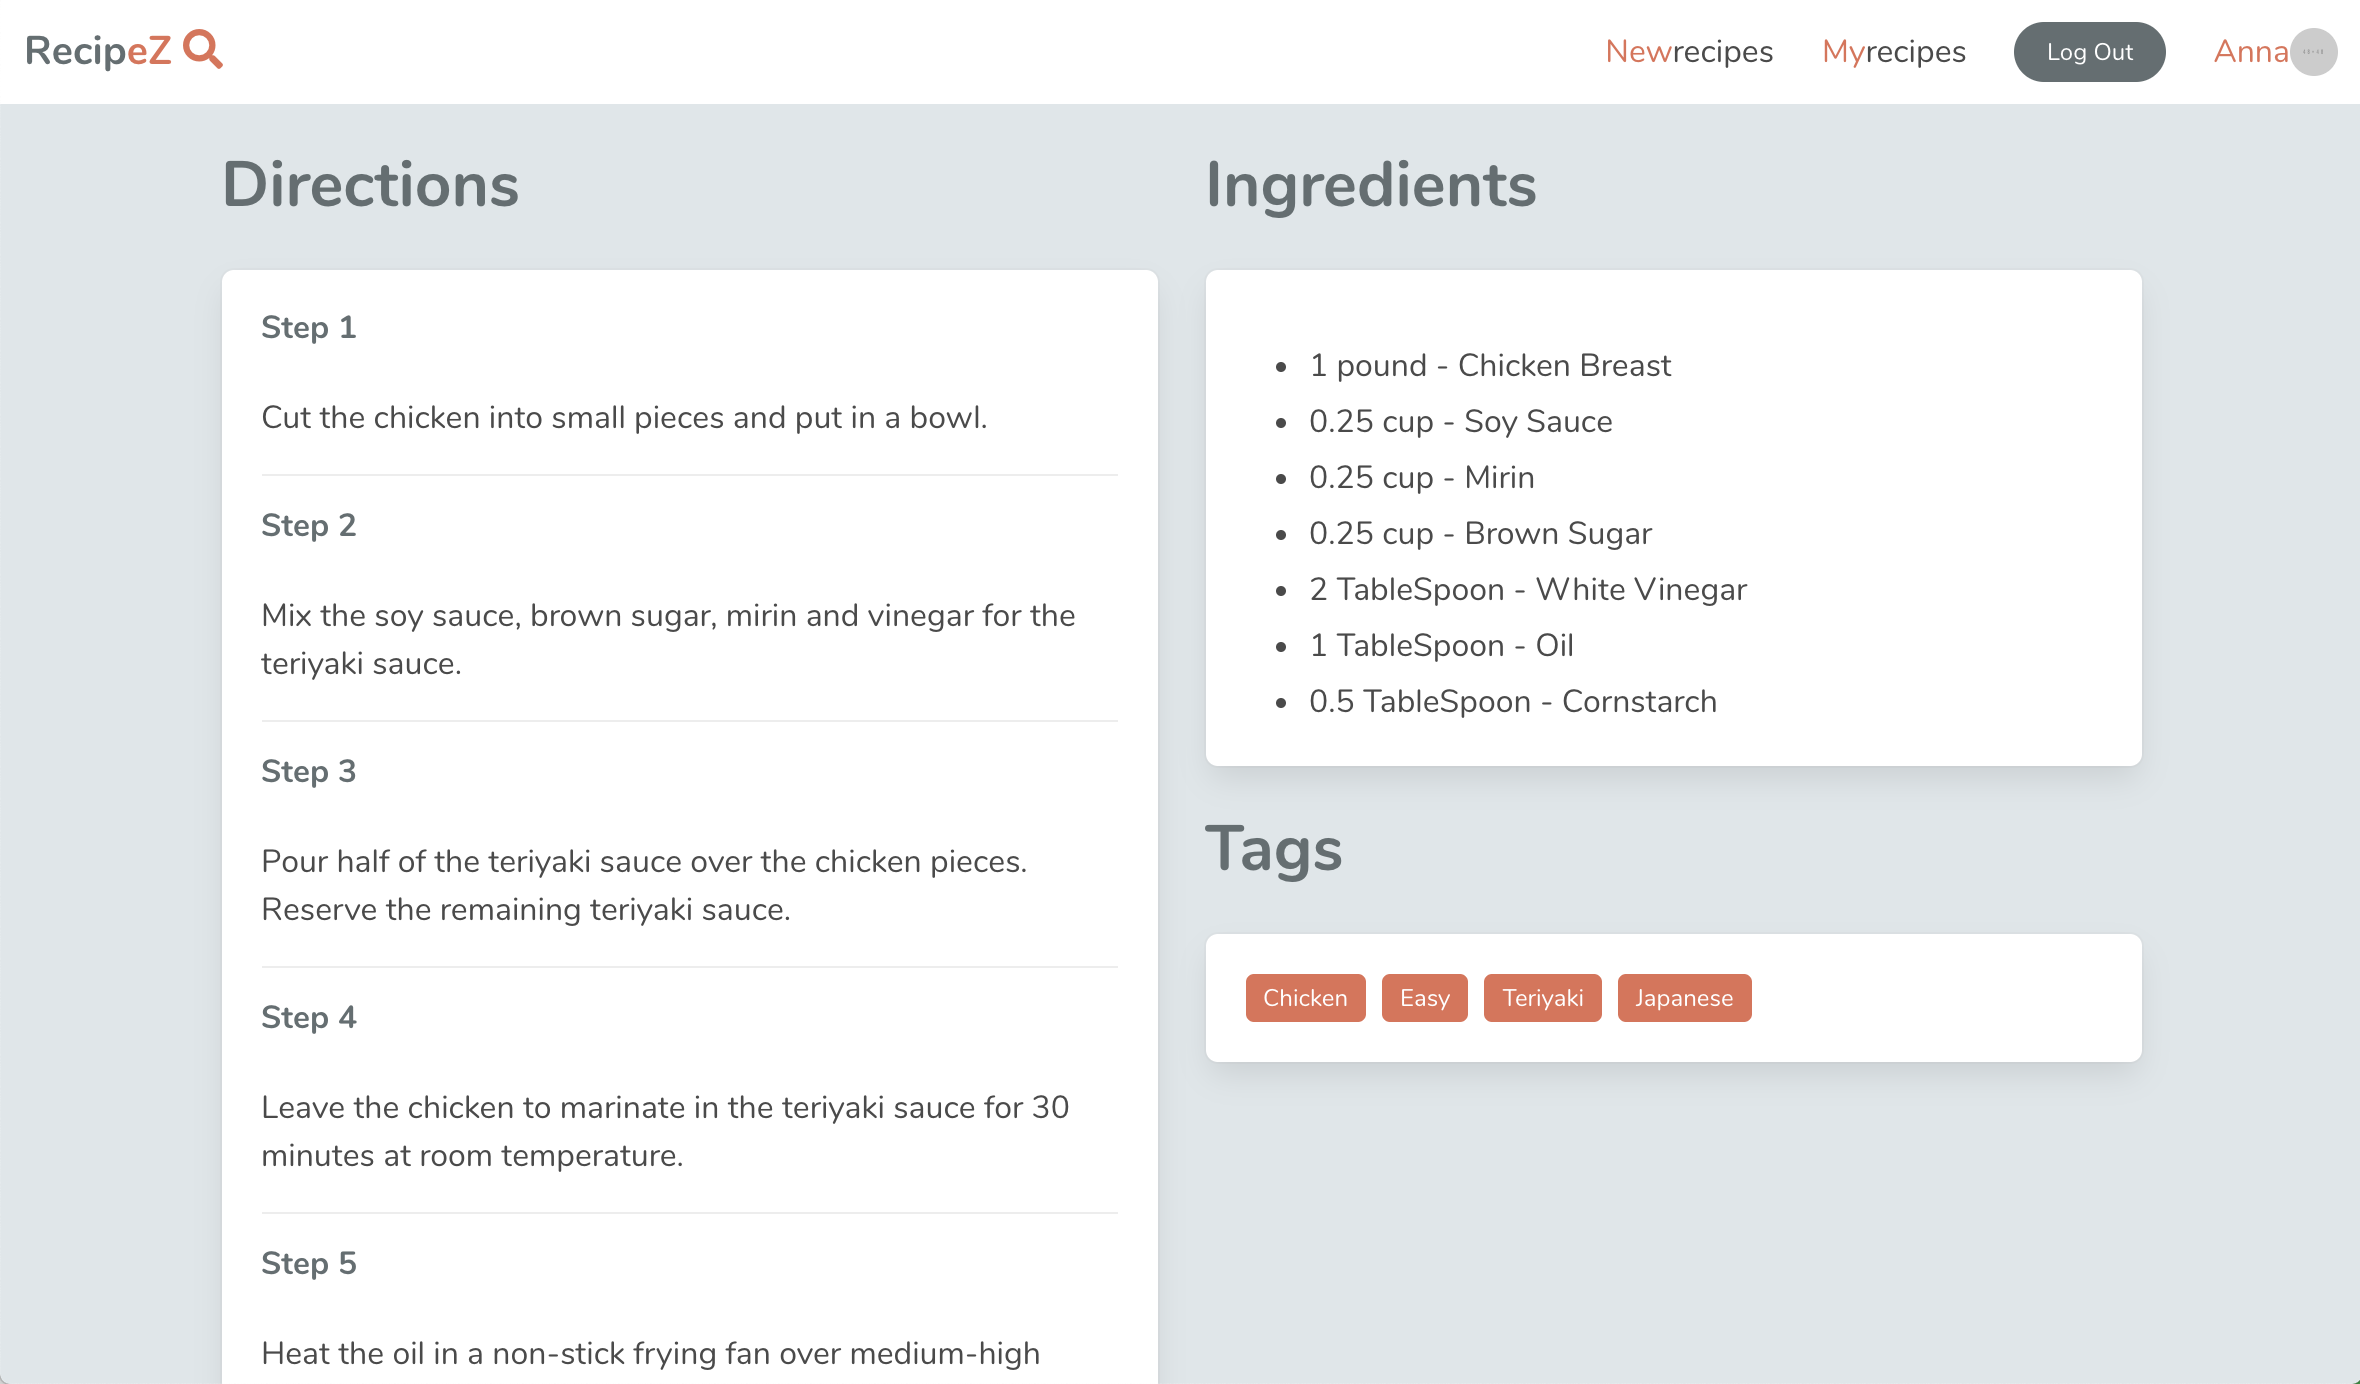 RecipeZ
Newrecipes
Myrecipes
Log Out
Anna
Directions
Step 1
Cut the chicken into small pieces and put in a bowl.
Step 2
Mix the soy sauce, brown sugar, mirin and vinegar for the
teriyaki sauce.
Step 3
Pour half of the teriyaki sauce over the chicken pieces.
Reserve the remaining teriyaki sauce.
Step 4
Leave the chicken to marinate in the teriyaki sauce for 30
minutes at room temperature.
Step 5
Heat the oil in a non-stick frying fan over medium-high
Ingredients
1 pound - Chicken Breast
0.25 cup - Soy Sauce
0.25 cup - Mirin
0.25 cup - Brown Sugar
2 TableSpoon - White Vinegar
1 TableSpoon - Oil
0.5 TableSpoon - Cornstarch
Tags
Chicken
Easy
Teriyaki
Japanese